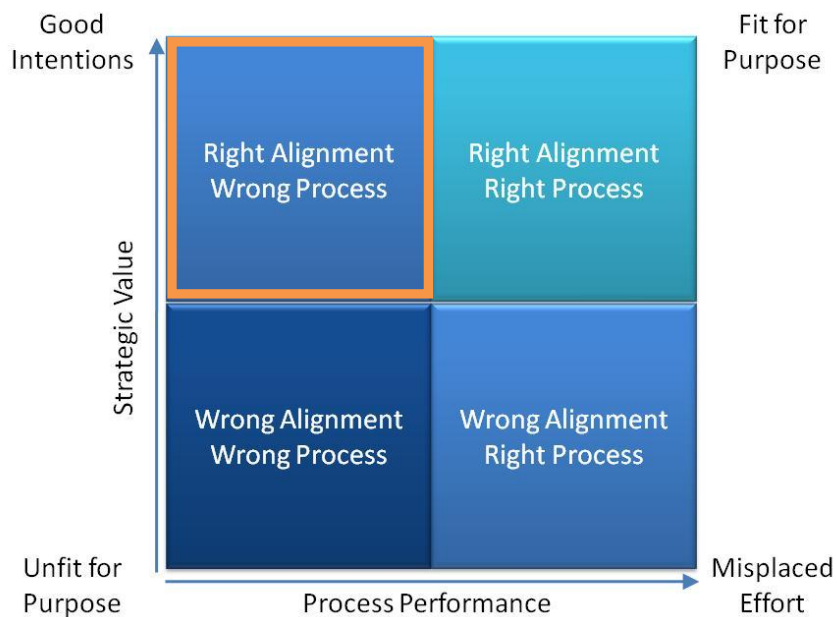 Good
Intentions
Fit for
Purpose
Right Alignment
Wrong Process
Right Alignment
Right Process
Strategic Value
Wrong Alignment
Wrong Process
Wrong Alignment
Right Process
Unfit for
Purpose
Process Performance
Misplaced
Effort